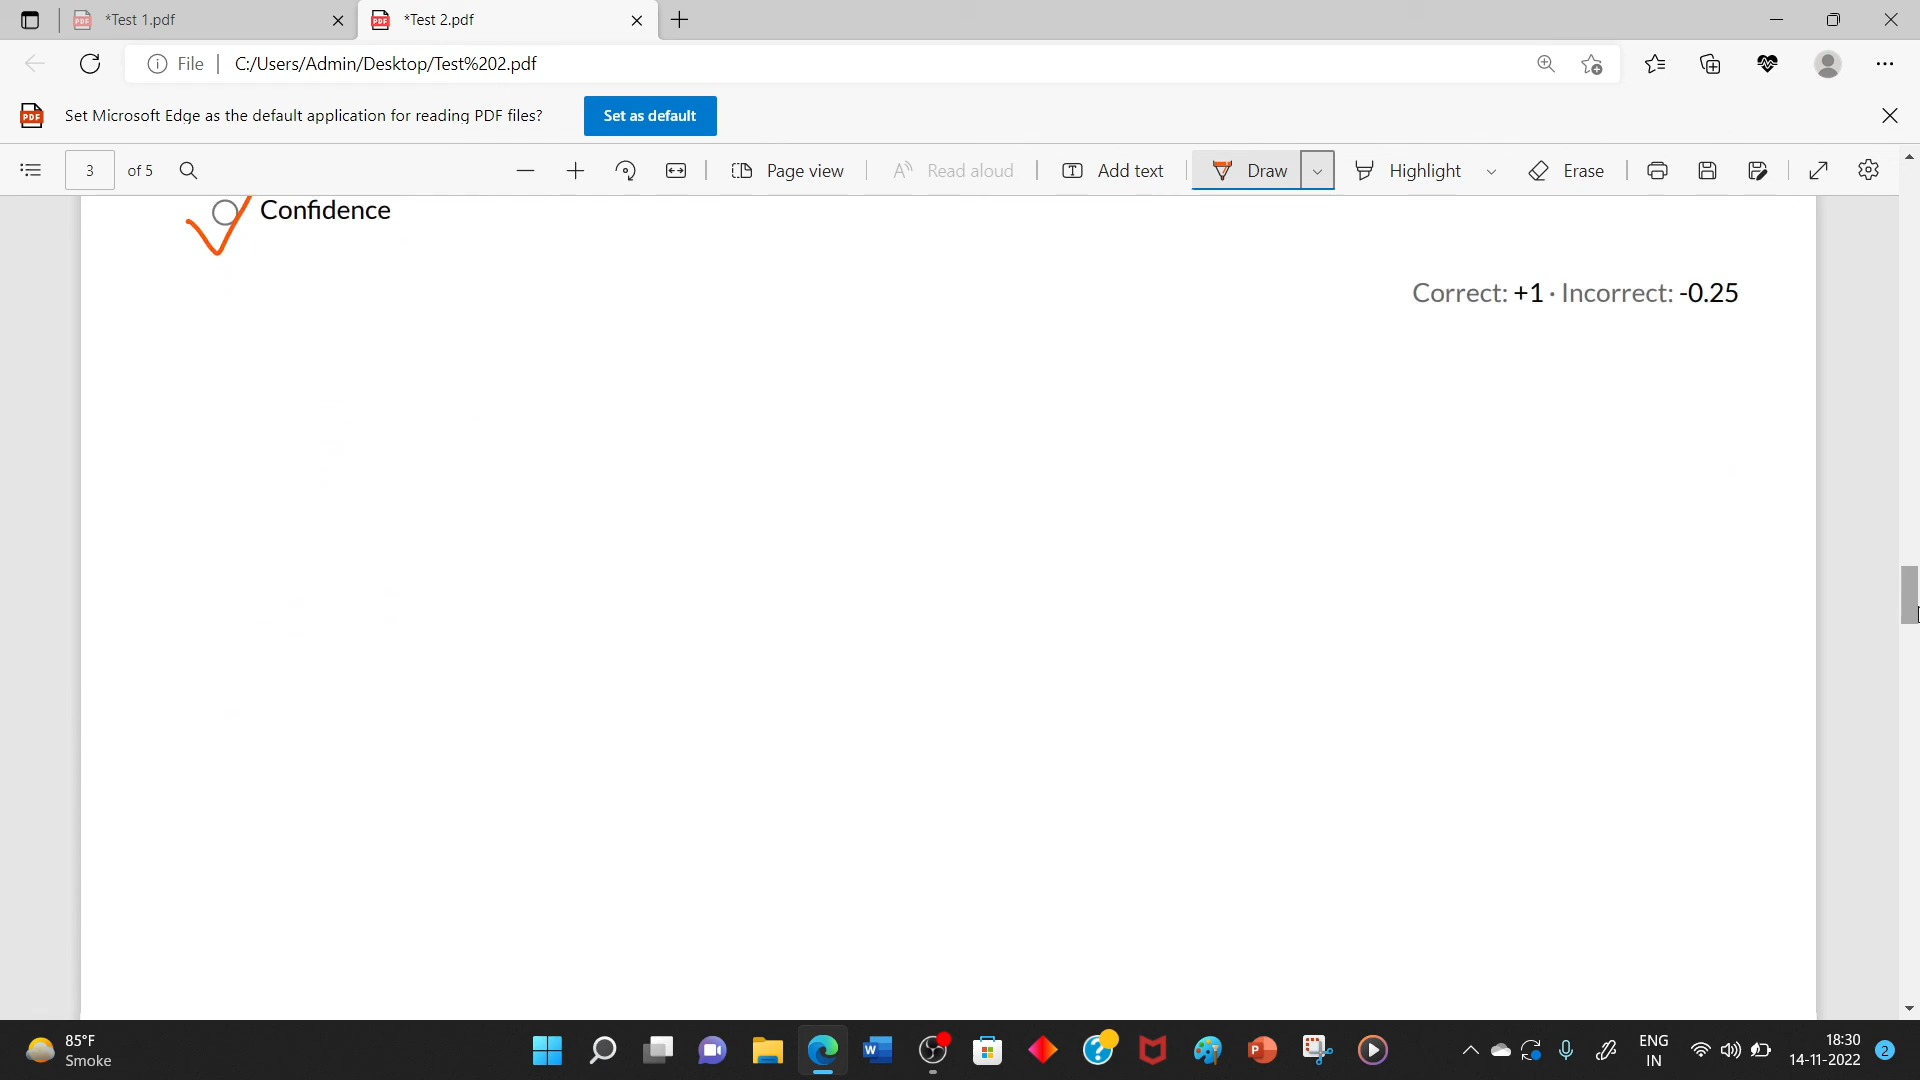 *Test 1.pdf
*Test 2.pdf
File C:/Users/Admin/Desktop/Test%202.pdf
PDF Set Microsoft Edge as the default application for reading PDF files? Set as default
3 of 5 Page view Read aloud Add text Draw Highlight Erase
Confidence
Correct: +1 · Incorrect: -0.25
85°F
Smoke
ENG
IN
18:30
14-11-2022
2